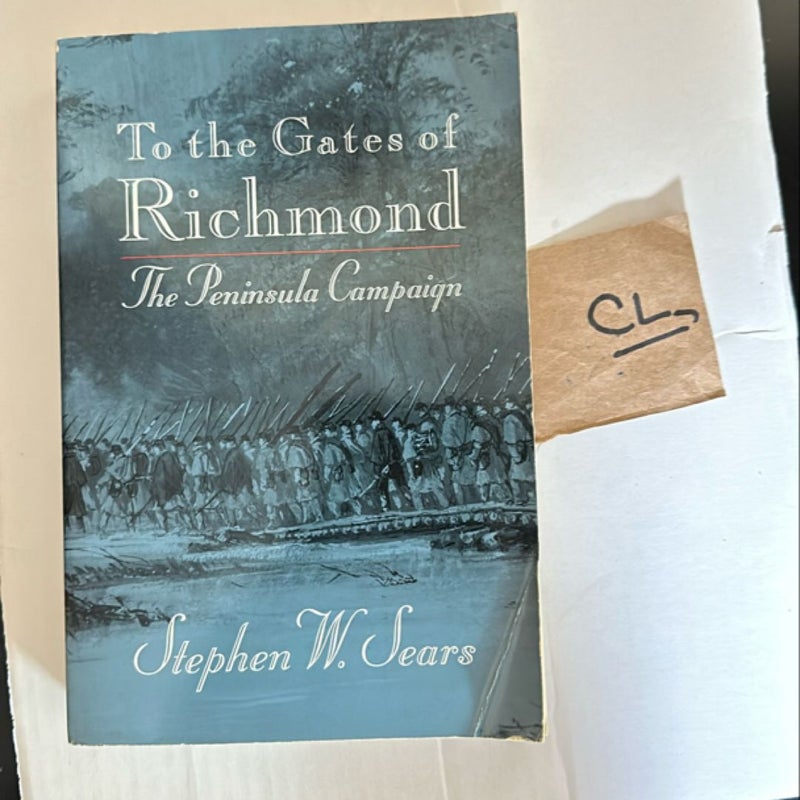 To the Gates of
Richmond
The Peninsula Campaign
CL
Stephen W. Sears